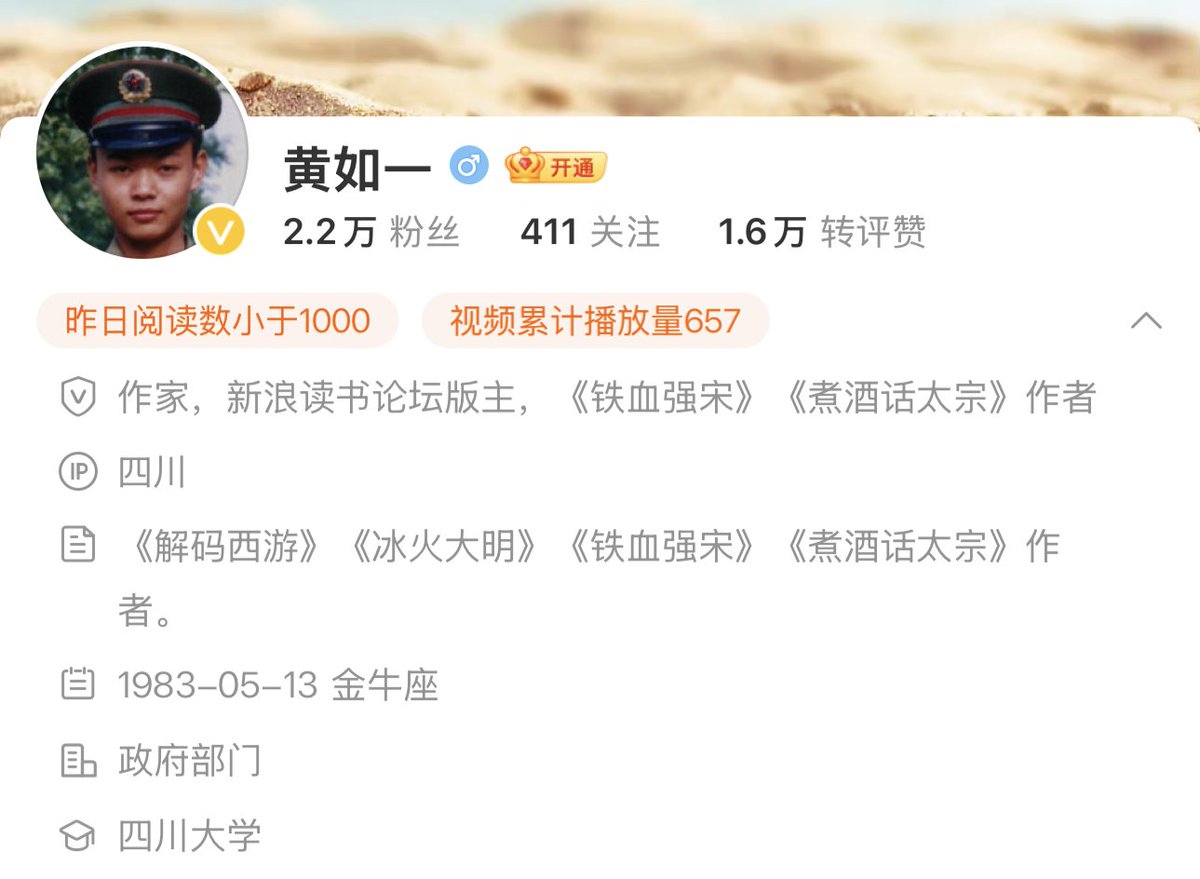 黄如一 开通
2.2万 粉丝 411 关注 1.6万 转评赞
昨日阅读数小于1000 视频累计播放量657
作家，新浪读书论坛版主，《铁血强宋》《煮酒话太宗》作者
IP 四川
《解码西游》《冰火大明》《铁血强宋》《煮酒话太宗》作
者。
1983-05-13 金牛座
政府部门
四川大学